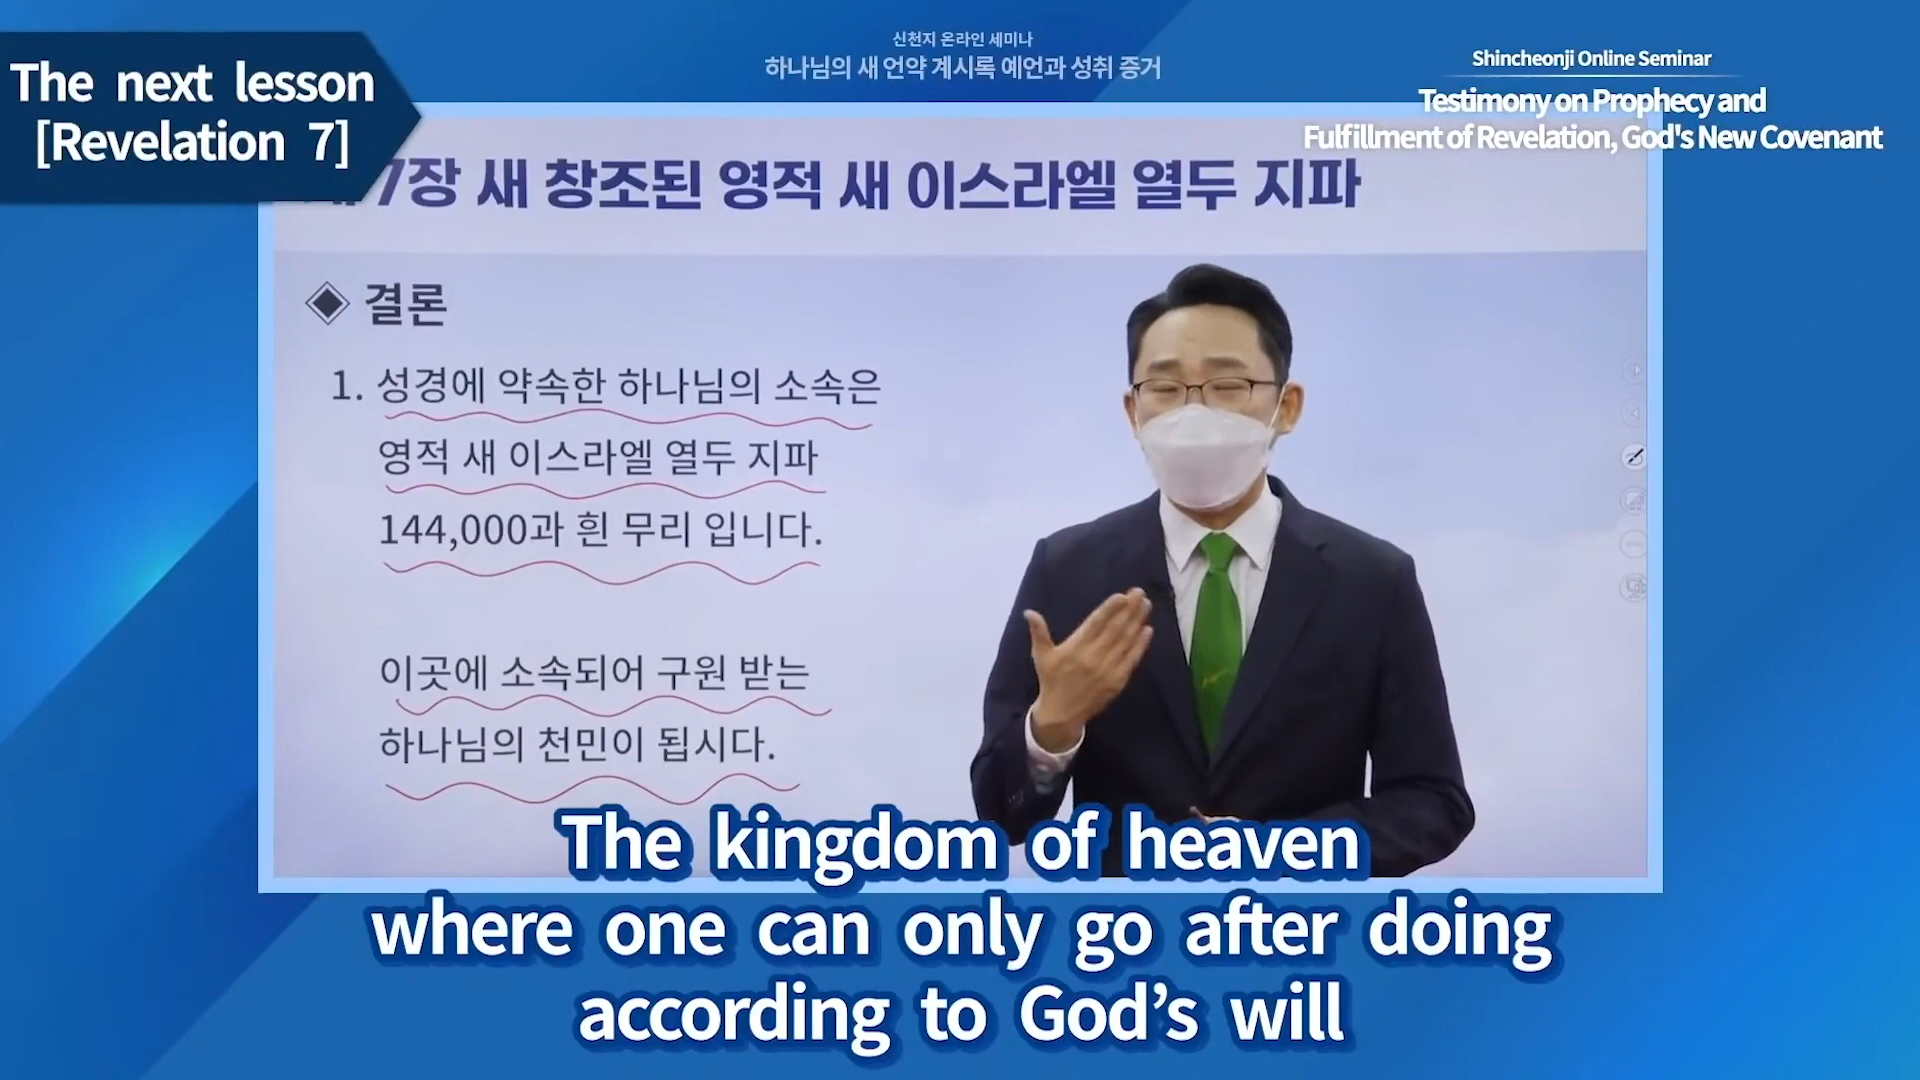 The next lesson
[Revelation 7]
신천지 온라인 세미나
하나님의 새 언약 계시록 예언과 성취 증거
Shincheonji Online Seminar
Testimony on Prophecy and
Fulfillment of Revelation, God's New Covenant
7장 새 창조된 영적 새 이스라엘 열두 지파
◈ 결론
1. 성경에 약속한 하나님의 소속은
영적 새 이스라엘 열두 지파
144,000과 흰 무리 입니다.
이곳에 소속되어 구원 받는
하나님의 천민이 됩시다.
The kingdom of heaven
where one can only go after doing
according to God’s will